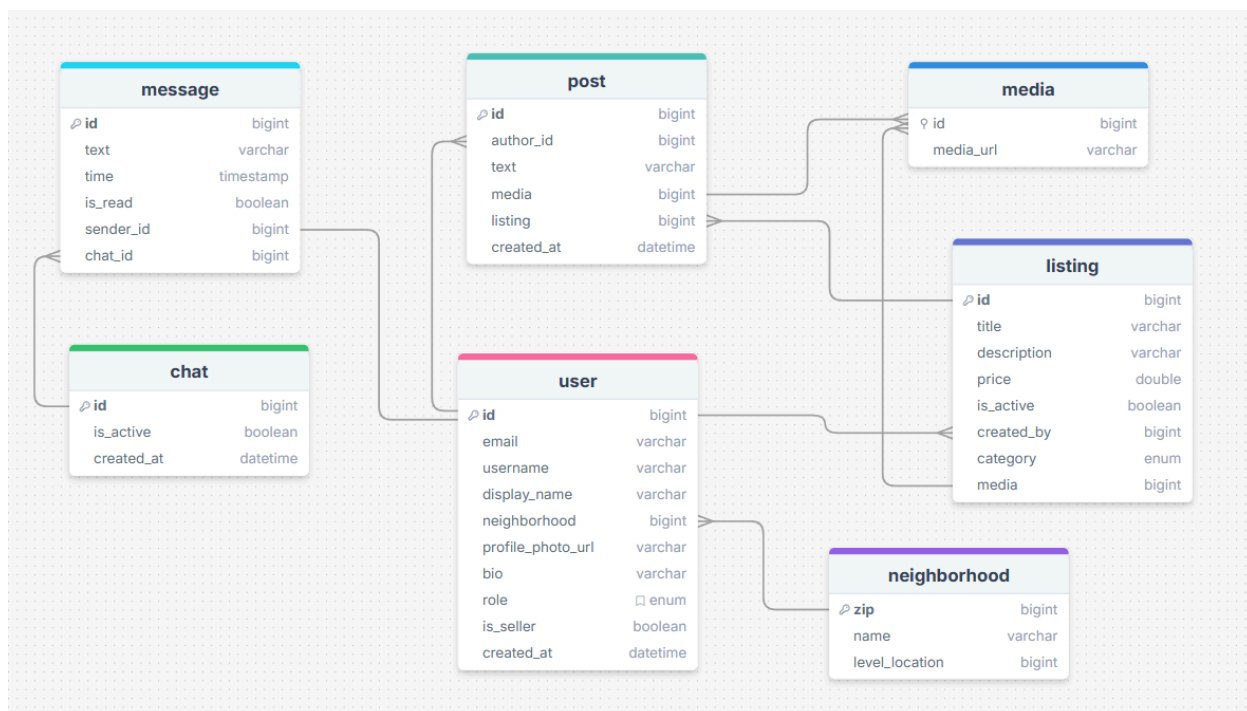 message
id bigint
text varchar
time timestamp
is_read boolean
sender_id bigint
chat_id bigint
post
id bigint
author_id bigint
text varchar
media bigint
listing bigint
created_at datetime
media
id bigint
media_url varchar
listing
id bigint
title varchar
description varchar
price double
is_active boolean
created_by bigint
category enum
media bigint
chat
id bigint
is_active boolean
created_at datetime
user
id bigint
email varchar
username varchar
display_name varchar
neighborhood bigint
profile_photo_url varchar
bio varchar
role enum
is_seller boolean
created_at datetime
neighborhood
zip bigint
name varchar
level_location bigint